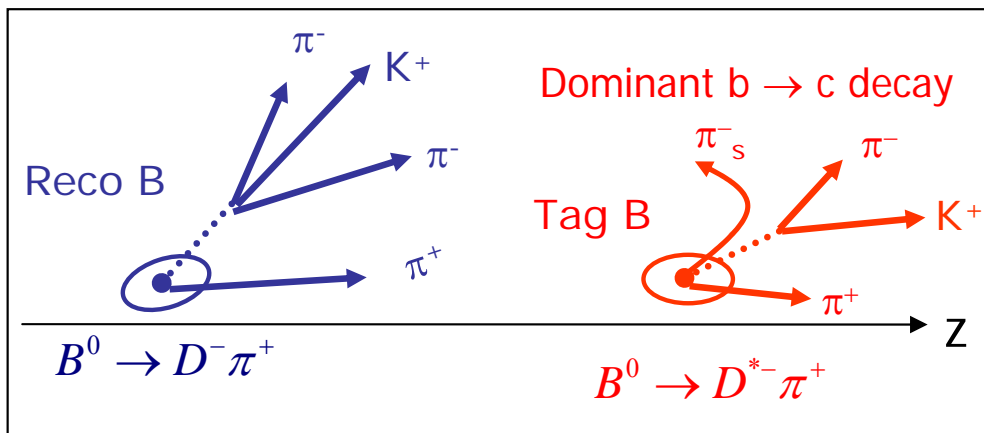 π⁻
K⁺
π⁻
Reco B
π⁺
B⁰ → D⁻π⁺
Dominant b → c decay
π⁻ₛ
π⁻
Tag B
K⁺
π⁺
Z
B⁰ → D*⁻π⁺